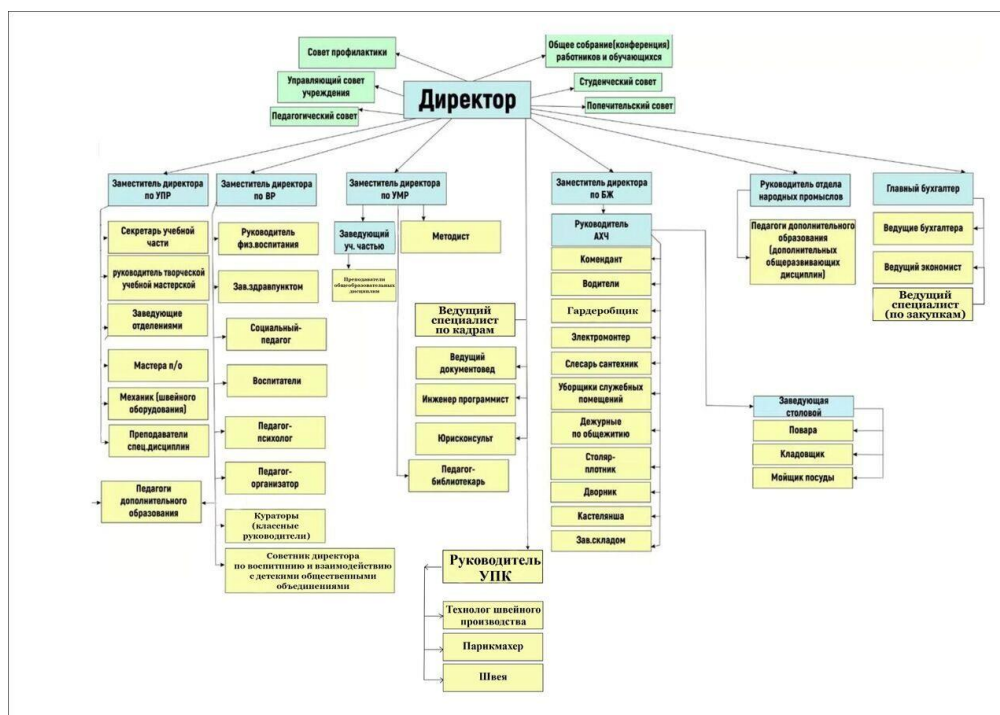 Совет профилактики
Общее собрание(конференция)
работников и обучающихся
Управляющий совет
учреждения
Студенческий совет
Директор
Педагогический совет
Попечительский совет
Заместитель директора
по УПР
Заместитель директора
по ВР
Заместитель директора
по УМР
Заместитель директора
по БЖ
Руководитель отдела
народных промыслов
Главный бухгалтер
Секретарь учебной
части
руководитель творческой
учебной мастерской
Заведующие
отделениями
Мастера п/о
Механик (швейного
оборудования)
Преподаватели
спец.дисциплин
Педагоги
дополнительного
образования
Руководитель
физ.воспитания
Зав.здравпунктом
Социальный-
педагог
Воспитатели
Педагог-
психолог
Педагог-
организатор
Кураторы
(классные
руководители)
Советник директора
по воспитнию и взаимодействию
с детскими общественными
объединениями
Заведующий
уч. частью
Преподаватели
общеобразовательных
дисциплин
Методист
Ведущий
специалист
по кадрам
Ведущий
документовед
Инженер программист
Юрисконсульт
Педагог-
библиотекарь
Руководитель
УПК
Технолог швейного
производства
Парикмахер
Швея
Руководитель
АХЧ
Комендант
Водители
Гардеробщик
Электромонтер
Слесарь сантехник
Уборщики служебных
помещений
Дежурные
по общежитию
Столяр-
плотник
Дворник
Кастелянша
Зав.складом
Педагоги дополнительного
образования
(дополнительных
общеразвивающих
дисциплин)
Ведущие бухгалтера
Ведущий экономист
Ведущий
специалист
(по закупкам)
Заведующая
столовой
Повара
Кладовщик
Мойщик посуды